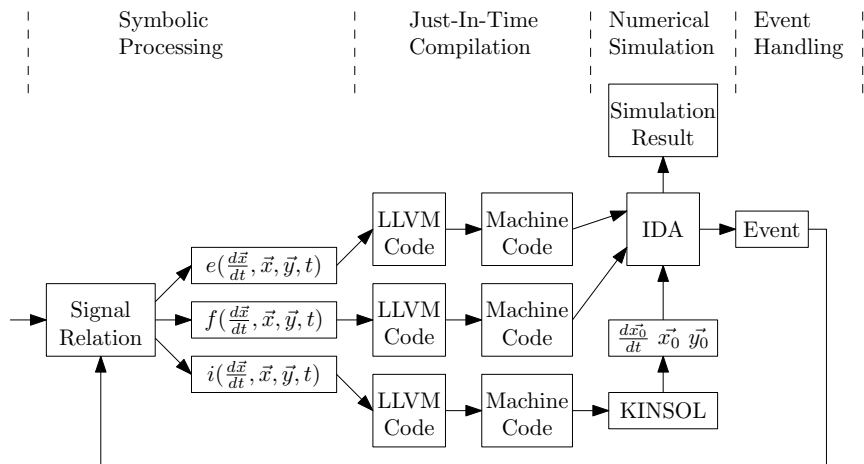 Symbolic
Processing
Just-In-Time
Compilation
Numerical
Simulation
Event
Handling
Simulation
Result
LLVM
Code
Machine
Code
IDA
Event
e(dx⃗/dt, x⃗, y⃗, t)
Signal
Relation
f(dx⃗/dt, x⃗, y⃗, t)
LLVM
Code
Machine
Code
dx⃗₀/dt x⃗₀ y⃗₀
i(dx⃗/dt, x⃗, y⃗, t)
LLVM
Code
Machine
Code
KINSOL